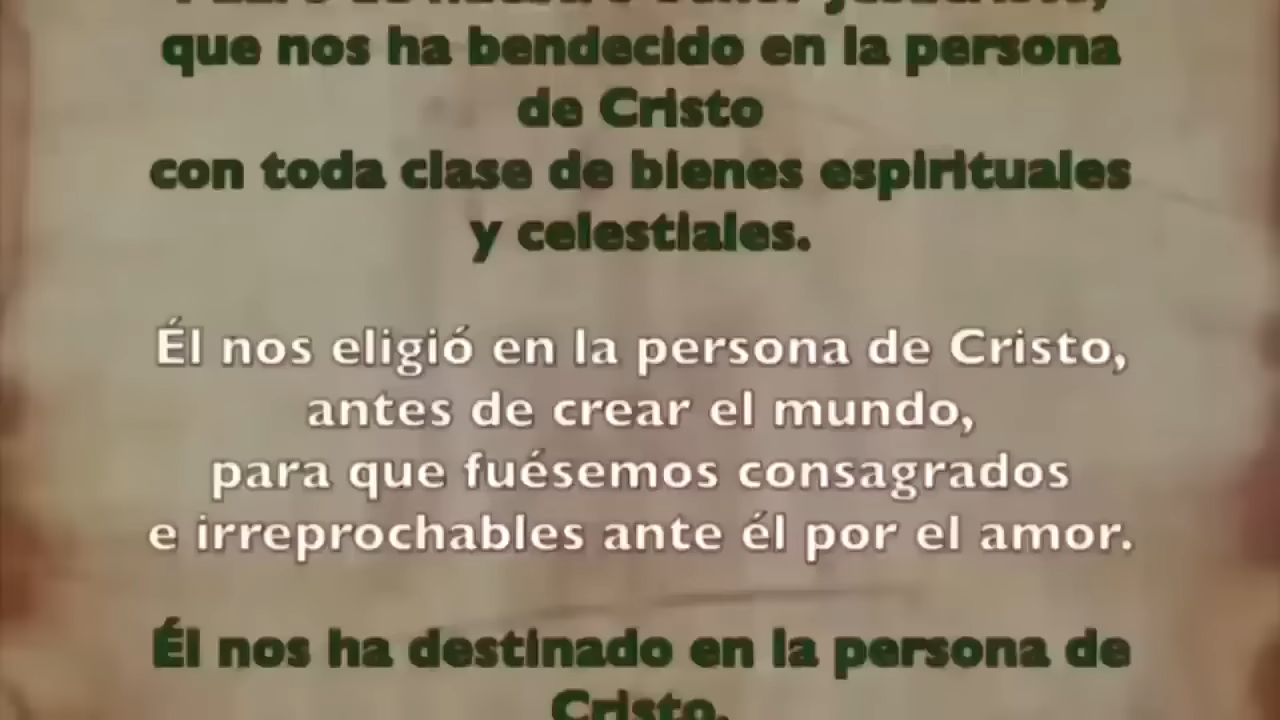 que nos ha bendecido en la persona
de Cristo
con toda clase de bienes espirituales
y celestiales.
Él nos eligió en la persona de Cristo,
antes de crear el mundo,
para que fuésemos consagrados
e irreprochables ante él por el amor.
Él nos ha destinado en la persona de
Cristo,